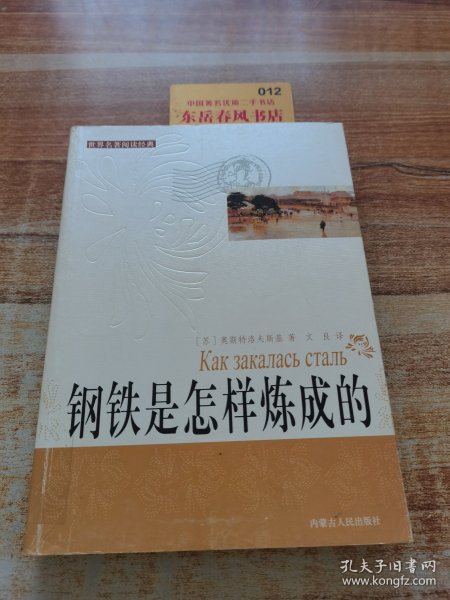 012
中国著名优质二手书店
东岳春风书店
世界名著阅读经典
[苏]奥斯特洛夫斯基 著 文良 译
Как закалась сталь
钢铁是怎样炼成的
内蒙古人民出版社
孔夫子旧书网
www.kongfz.com